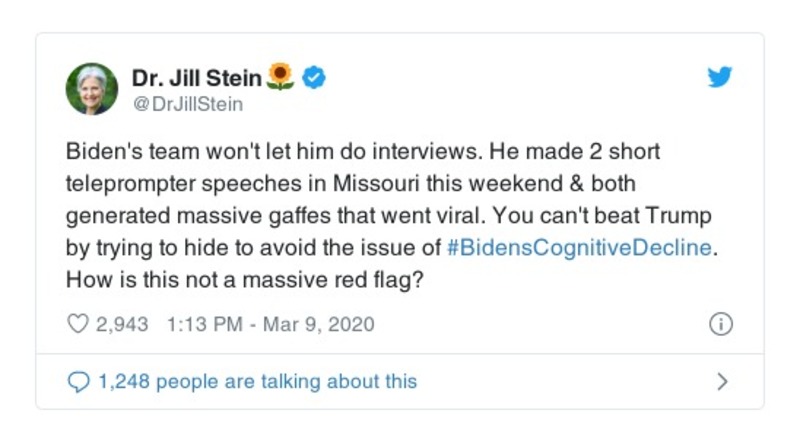 Dr. Jill Stein🌻
@DrJillStein
Biden's team won't let him do interviews. He made 2 short
teleprompter speeches in Missouri this weekend & both
generated massive gaffes that went viral. You can't beat Trump
by trying to hide to avoid the issue of #BidensCognitiveDecline.
How is this not a massive red flag?
2,943 1:13 PM - Mar 9, 2020
1,248 people are talking about this